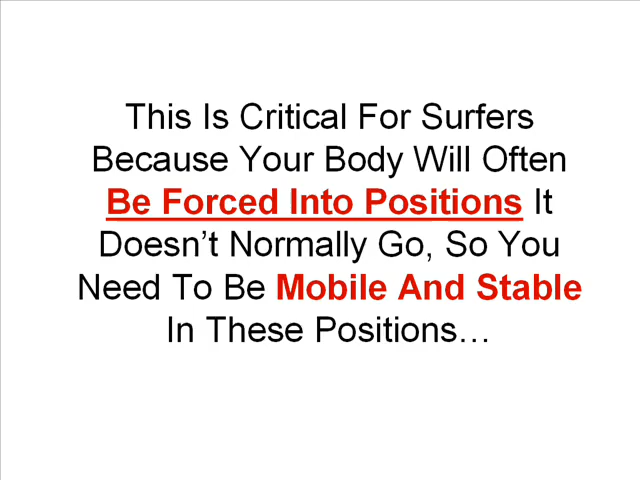 This Is Critical For Surfers
Because Your Body Will Often
Be Forced Into Positions It
Doesn’t Normally Go, So You
Need To Be Mobile And Stable
In These Positions…